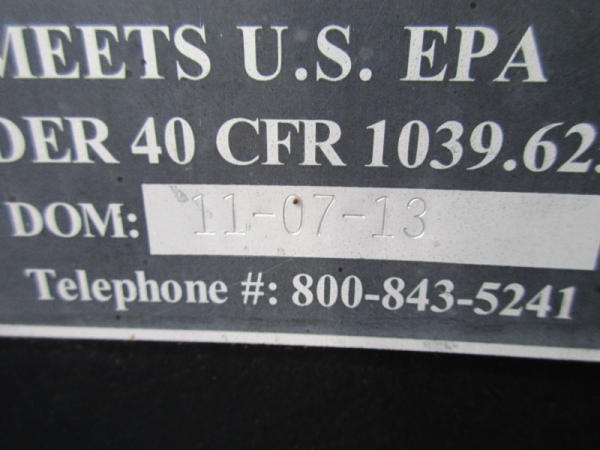 MEETS U.S. EPA
DER 40 CFR 1039.62
DOM: 11-07-13
Telephone #: 800-843-5241